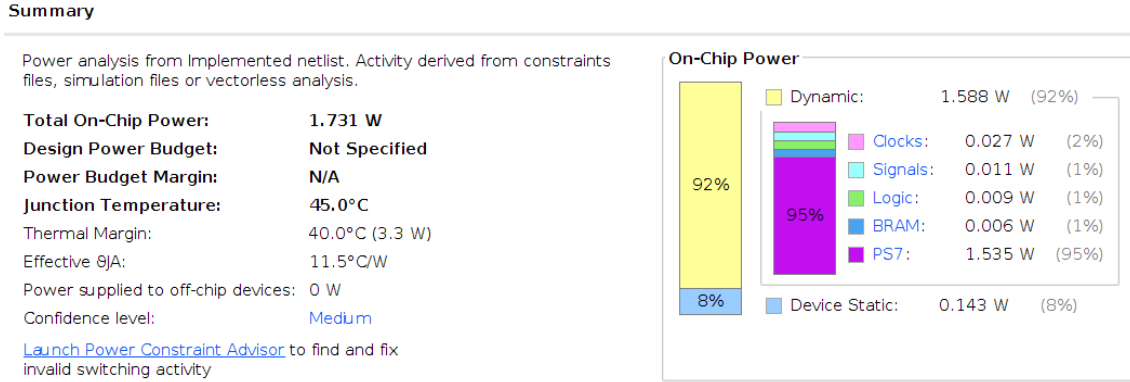 Summary
Power analysis from Implemented netlist. Activity derived from constraints
files, simulation files or vectorless analysis.
Total On-Chip Power: 1.731 W
Design Power Budget: Not Specified
Power Budget Margin: N/A
Junction Temperature: 45.0°C
Thermal Margin: 40.0°C (3.3 W)
Effective ϑJA: 11.5°C/W
Power supplied to off-chip devices: 0 W
Confidence level: Medium
Launch Power Constraint Advisor to find and fix
invalid switching activity
On-Chip Power
92%
8%
Dynamic: 1.588 W (92%)
95%
Clocks: 0.027 W (2%)
Signals: 0.011 W (1%)
Logic: 0.009 W (1%)
BRAM: 0.006 W (1%)
PS7: 1.535 W (95%)
Device Static: 0.143 W (8%)